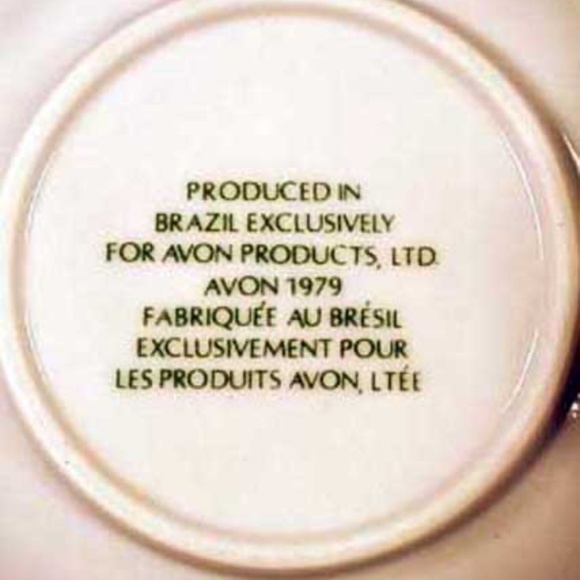 PRODUCED IN
BRAZIL EXCLUSIVELY
FOR AVON PRODUCTS, LTD.
AVON 1979
FABRIQUÉE AU BRÉSIL
EXCLUSIVEMENT POUR
LES PRODUITS AVON, LTÉE